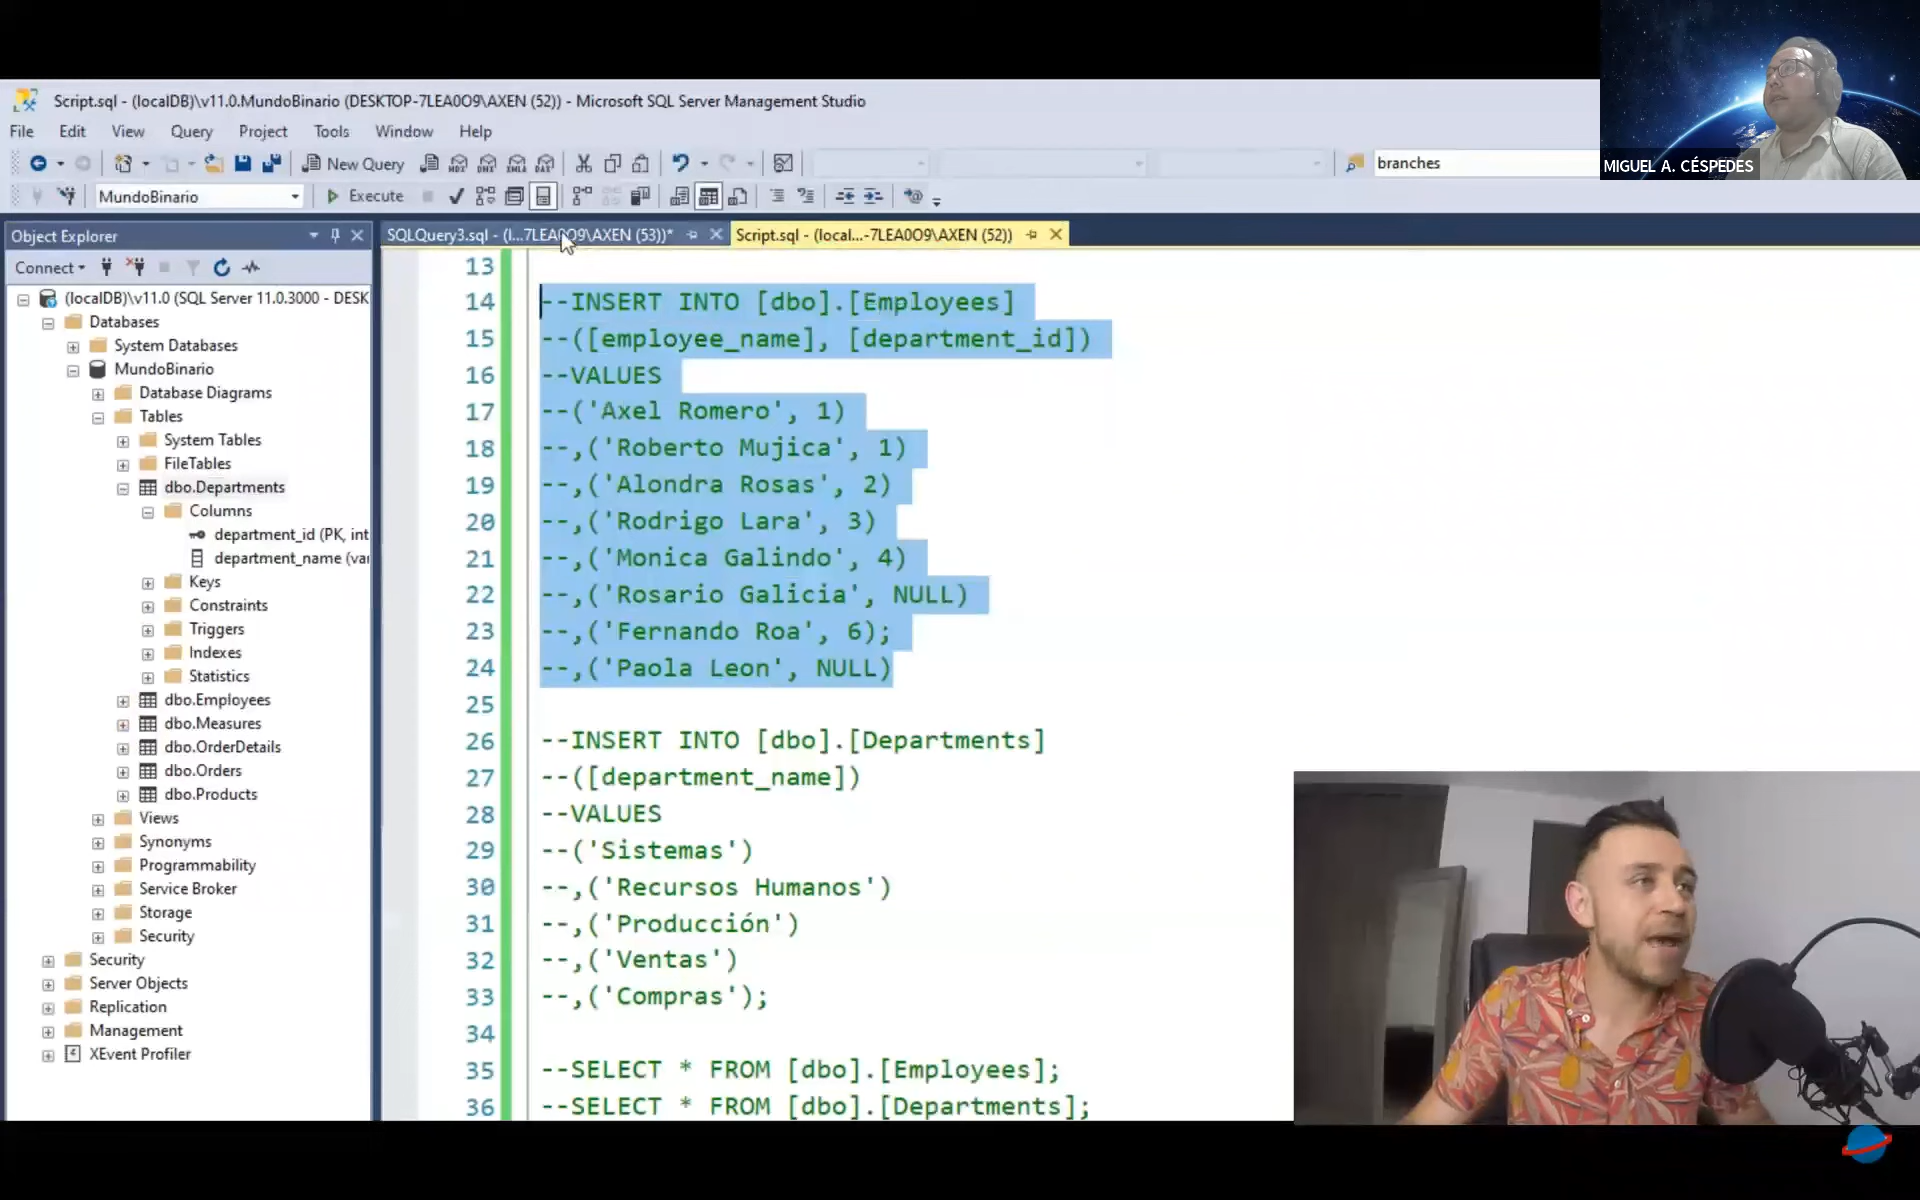 Script.sql - (localDB)\v11.0.MundoBinario (DESKTOP-7LEA0O9\AXEN (52)) - Microsoft SQL Server Management Studio
File Edit View Query Project Tools Window Help
New Query
branches
MIGUEL A. CÉSPEDES
MundoBinario
Execute
Object Explorer
SQLQuery3.sql - (l...7LEA0O9\AXEN (53))*
Script.sql - (local...-7LEA0O9\AXEN (52))
Connect
(localDB)\v11.0 (SQL Server 11.0.3000 - DESK
Databases
System Databases
MundoBinario
Database Diagrams
Tables
System Tables
FileTables
dbo.Departments
Columns
department_id (PK, int
department_name (va
Keys
Constraints
Triggers
Indexes
Statistics
dbo.Employees
dbo.Measures
dbo.OrderDetails
dbo.Orders
dbo.Products
Views
Synonyms
Programmability
Service Broker
Storage
Security
Security
Server Objects
Replication
Management
XEvent Profiler
13
14 --INSERT INTO [dbo].[Employees]
15 --([employee_name], [department_id])
16 --VALUES
17 --('Axel Romero', 1)
18 --,('Roberto Mujica', 1)
19 --,('Alondra Rosas', 2)
20 --,('Rodrigo Lara', 3)
21 --,('Monica Galindo', 4)
22 --,('Rosario Galicia', NULL)
23 --,('Fernando Roa', 6);
24 --,('Paola Leon', NULL)
25
26 --INSERT INTO [dbo].[Departments]
27 --([department_name])
28 --VALUES
29 --('Sistemas')
30 --,('Recursos Humanos')
31 --,('Producción')
32 --,('Ventas')
33 --,('Compras');
34
35 --SELECT * FROM [dbo].[Employees];
36 --SELECT * FROM [dbo].[Departments];